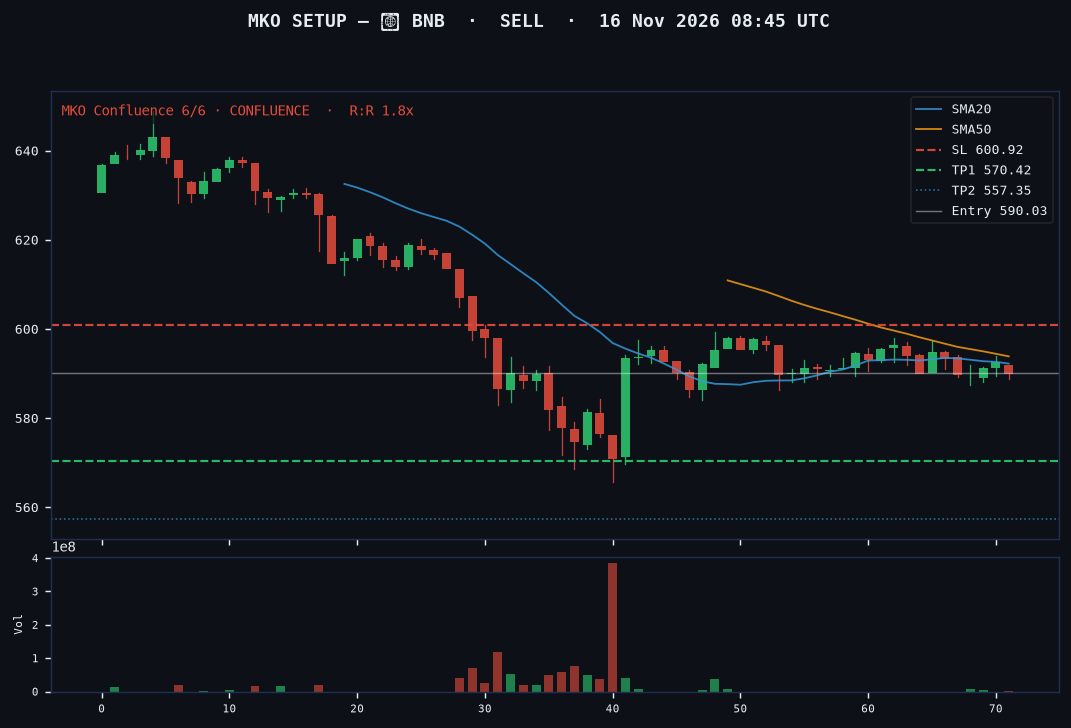 MKO SETUP — 🌐 BNB · SELL · 16 Nov 2026 08:45 UTC
MKO Confluence 6/6 · CONFLUENCE · R:R 1.8x
SMA20
SMA50
SL 600.92
TP1 570.42
TP2 557.35
Entry 590.03
640
620
600
580
560
1e8
4
3
2
1
0
Vol
0 10 20 30 40 50 60 70